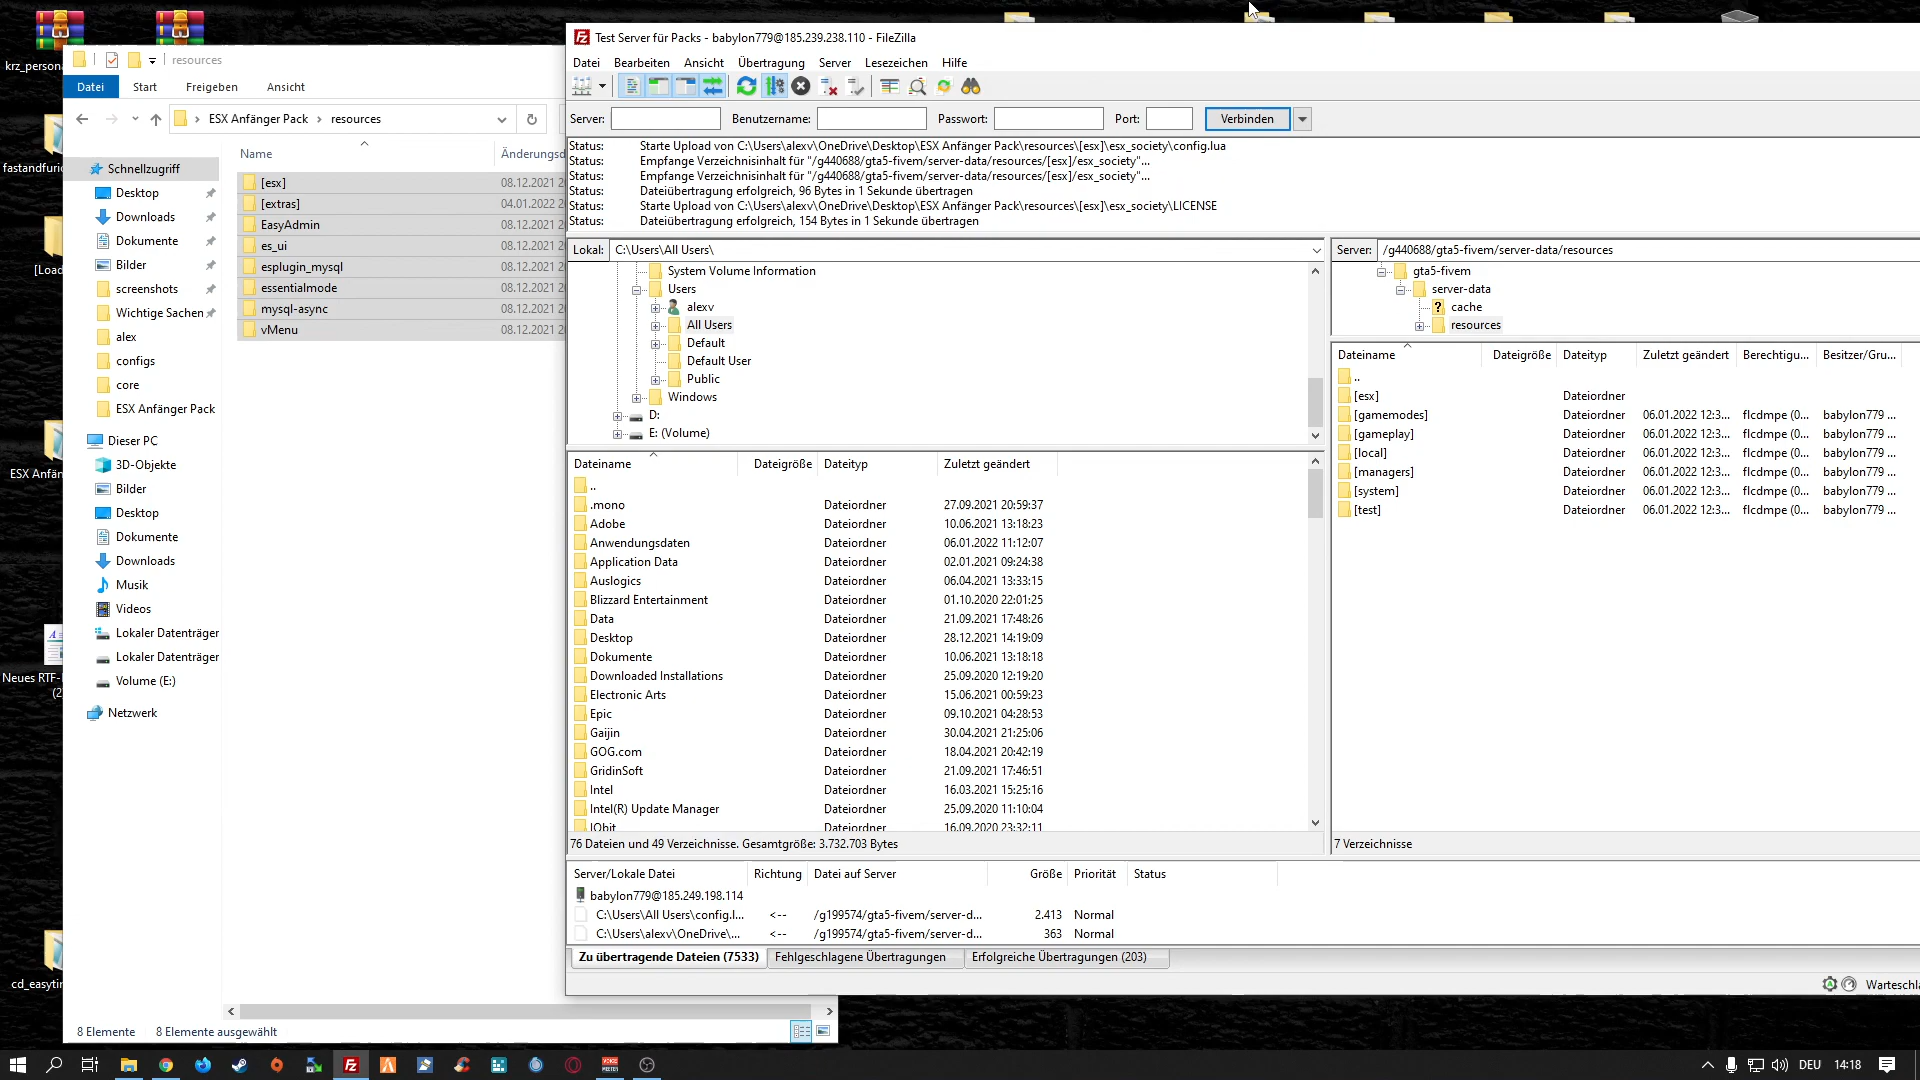 krz_persona
fastandfurio
[Load
ESX Anfän
Neues RTF-
(2
cd_easytim
resources
Datei
Start
Freigeben
Ansicht
ESX Anfänger Pack
resources
Name
Änderungsd
Schnellzugriff
Desktop
Downloads
Dokumente
Bilder
screenshots
Wichtige Sachen
alex
configs
core
ESX Anfänger Pack
Dieser PC
3D-Objekte
Bilder
Desktop
Dokumente
Downloads
Musik
Videos
Lokaler Datenträger
Lokaler Datenträger
Volume (E:)
Netzwerk
[esx] 08.12.2021 2
[extras] 04.01.2022 2
EasyAdmin 08.12.2021 2
es_ui 08.12.2021 2
esplugin_mysql 08.12.2021 2
essentialmode 08.12.2021 2
mysql-async 08.12.2021 2
vMenu 08.12.2021 2
8 Elemente 8 Elemente ausgewählt
Test Server für Packs - babylon779@185.239.238.110 - FileZilla
Datei Bearbeiten Ansicht Übertragung Server Lesezeichen Hilfe
Server: Benutzername: Passwort: Port: Verbinden
Status: Starte Upload von C:\Users\alexv\OneDrive\Desktop\ESX Anfänger Pack\resources\[esx]\esx_society\config.lua
Status: Empfange Verzeichnisinhalt für "/g440688/gta5-fivem/server-data/resources/[esx]/esx_society"...
Status: Empfange Verzeichnisinhalt für "/g440688/gta5-fivem/server-data/resources/[esx]/esx_society"...
Status: Dateiübertragung erfolgreich, 96 Bytes in 1 Sekunde übertragen
Status: Starte Upload von C:\Users\alexv\OneDrive\Desktop\ESX Anfänger Pack\resources\[esx]\esx_society\LICENSE
Status: Dateiübertragung erfolgreich, 154 Bytes in 1 Sekunde übertragen
Lokal: C:\Users\All Users\
System Volume Information
Users
alexv
All Users
Default
Default User
Public
Windows
D:
E: (Volume)
Dateiname Dateigröße Dateityp Zuletzt geändert
..
.mono Dateiordner 27.09.2021 20:59:37
Adobe Dateiordner 10.06.2021 13:18:23
Anwendungsdaten Dateiordner 06.01.2022 11:12:07
Application Data Dateiordner 02.01.2021 09:24:38
Auslogics Dateiordner 06.04.2021 13:33:15
Blizzard Entertainment Dateiordner 01.10.2020 22:01:25
Data Dateiordner 21.09.2021 17:48:26
Desktop Dateiordner 28.12.2021 14:19:09
Dokumente Dateiordner 10.06.2021 13:18:18
Downloaded Installations Dateiordner 25.09.2020 12:19:20
Electronic Arts Dateiordner 15.06.2021 00:59:23
Epic Dateiordner 09.10.2021 04:28:53
Gaijin Dateiordner 30.04.2021 21:25:06
GOG.com Dateiordner 18.04.2021 20:42:19
GridinSoft Dateiordner 21.09.2021 17:46:51
Intel Dateiordner 16.03.2021 15:25:16
Intel(R) Update Manager Dateiordner 25.09.2020 11:10:04
IObit Dateiordner 16.09.2020 23:32:11
76 Dateien und 49 Verzeichnisse. Gesamtgröße: 3.732.703 Bytes
Server: /g440688/gta5-fivem/server-data/resources
gta5-fivem
server-data
cache
resources
Dateiname Dateigröße Dateityp Zuletzt geändert Berechtigu... Besitzer/Gru...
..
[esx] Dateiordner
[gamemodes] Dateiordner 06.01.2022 12:3... flcdmpe (0... babylon779 ...
[gameplay] Dateiordner 06.01.2022 12:3... flcdmpe (0... babylon779 ...
[local] Dateiordner 06.01.2022 12:3... flcdmpe (0... babylon779 ...
[managers] Dateiordner 06.01.2022 12:3... flcdmpe (0... babylon779 ...
[system] Dateiordner 06.01.2022 12:3... flcdmpe (0... babylon779 ...
[test] Dateiordner 06.01.2022 12:3... flcdmpe (0... babylon779 ...
7 Verzeichnisse
Server/Lokale Datei Richtung Datei auf Server Größe Priorität Status
babylon779@185.249.198.114
C:\Users\All Users\config.l... <-- /g199574/gta5-fivem/server-d... 2.413 Normal
C:\Users\alexv\OneDrive\... <-- /g199574/gta5-fivem/server-d... 363 Normal
Zu übertragende Dateien (7533) Fehlgeschlagene Übertragungen Erfolgreiche Übertragungen (203)
Warteschla
DEU 14:18